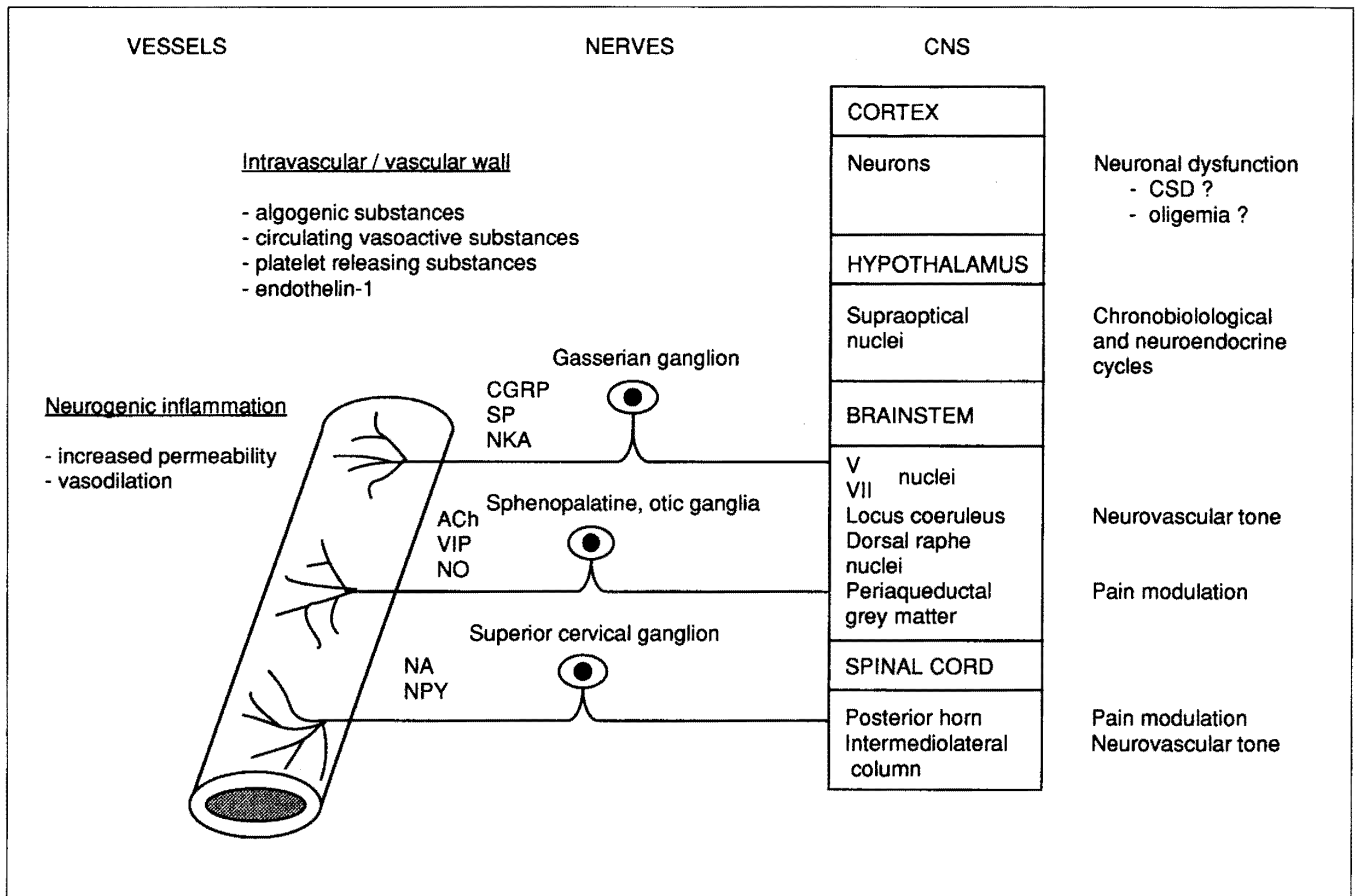 VESSELS
NERVES
CNS
Intravascular / vascular wall
- algogenic substances
- circulating vasoactive substances
- platelet releasing substances
- endothelin-1
Neurogenic inflammation
- increased permeability
- vasodilation
Gasserian ganglion
CGRP
SP
NKA
Sphenopalatine, otic ganglia
ACh
VIP
NO
Superior cervical ganglion
NA
NPY
CORTEX
Neurons
Neuronal dysfunction
- CSD ?
- oligemia ?
HYPOTHALAMUS
Supraoptical
nuclei
Chronobiolological
and neuroendocrine
cycles
BRAINSTEM
V
VII
nuclei
Locus coeruleus
Neurovascular tone
Dorsal raphe
nuclei
Periaqueductal
grey matter
Pain modulation
SPINAL CORD
Posterior horn
Pain modulation
Intermediolateral
column
Neurovascular tone